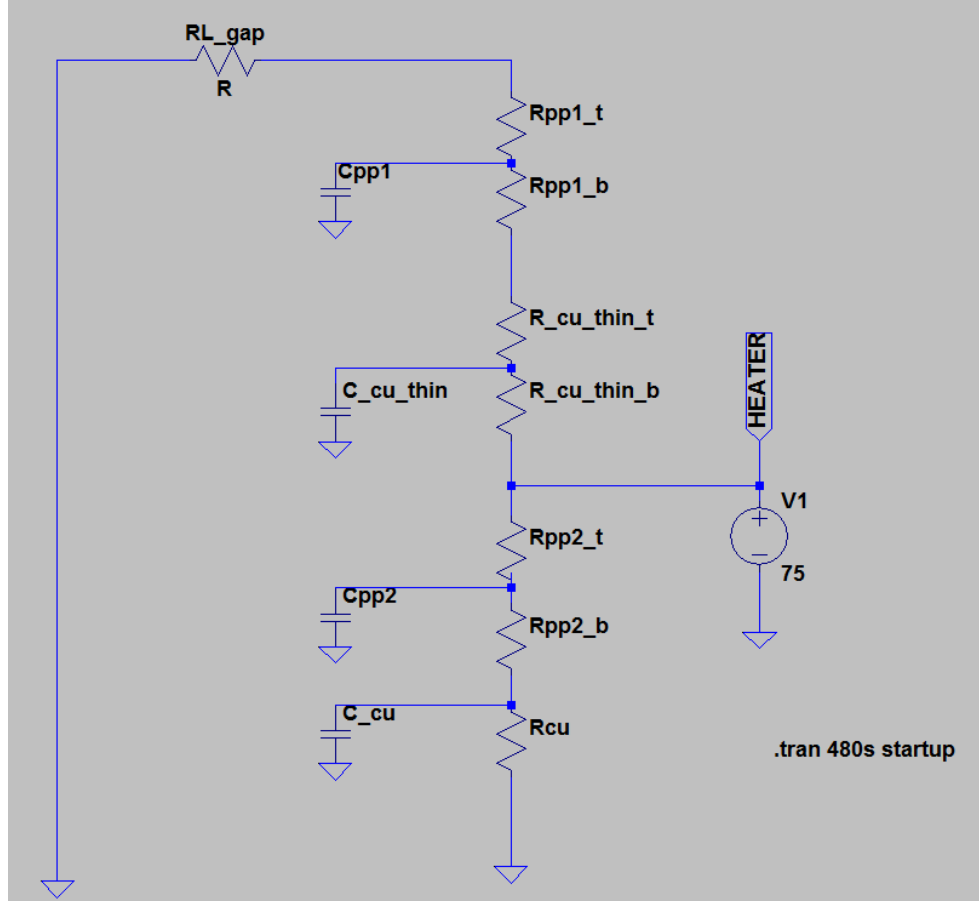 RL_gap
R
Rpp1_t
Cpp1
Rpp1_b
R_cu_thin_t
C_cu_thin
R_cu_thin_b
HEATER
V1
Rpp2_t
75
Cpp2
Rpp2_b
C_cu
Rcu
.tran 480s startup